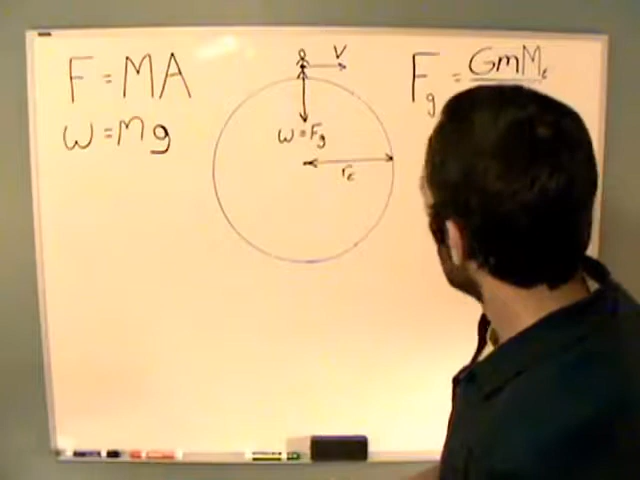 F = MA
W = Mg
V
W = Fg
rE
Fg = GmME